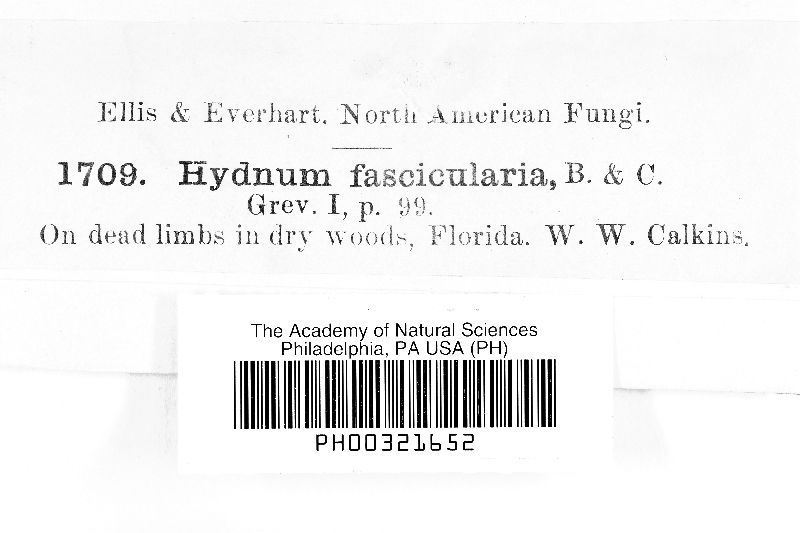 Ellis & Everhart. North American Fungi.
1709. Hydnum fascicularia, B. & C.
Grev. I, p. 99.
On dead limbs in dry woods, Florida. W. W. Calkins.
The Academy of Natural Sciences
Philadelphia, PA USA (PH)
PH00321652